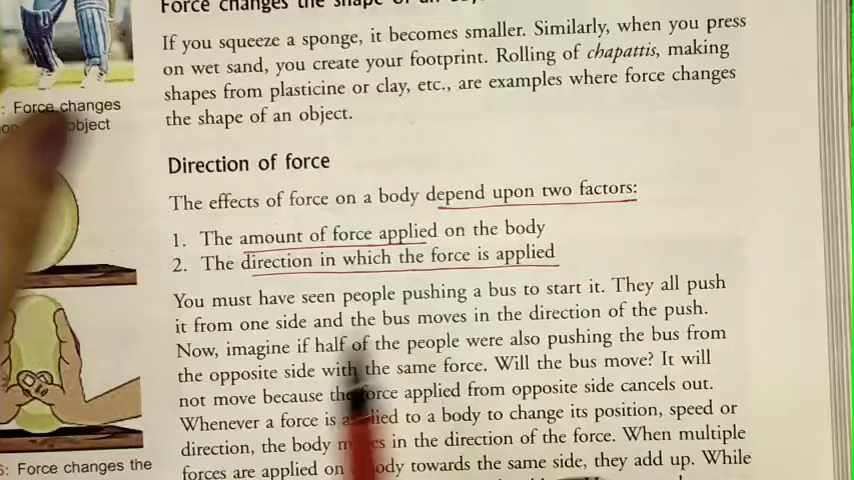 Force changes the shape of an
If you squeeze a sponge, it becomes smaller. Similarly, when you press
on wet sand, you create your footprint. Rolling of chapattis, making
shapes from plasticine or clay, etc., are examples where force changes
the shape of an object.
Direction of force
The effects of force on a body depend upon two factors:
1. The amount of force applied on the body
2. The direction in which the force is applied
You must have seen people pushing a bus to start it. They all push
it from one side and the bus moves in the direction of the push.
Now, imagine if half of the people were also pushing the bus from
the opposite side with the same force. Will the bus move? It will
not move because the force applied from opposite side cancels out.
Whenever a force is applied to a body to change its position, speed or
direction, the body moves in the direction of the force. When multiple
forces are applied on body towards the same side, they add up. While
: Force changes
object
6: Force changes the